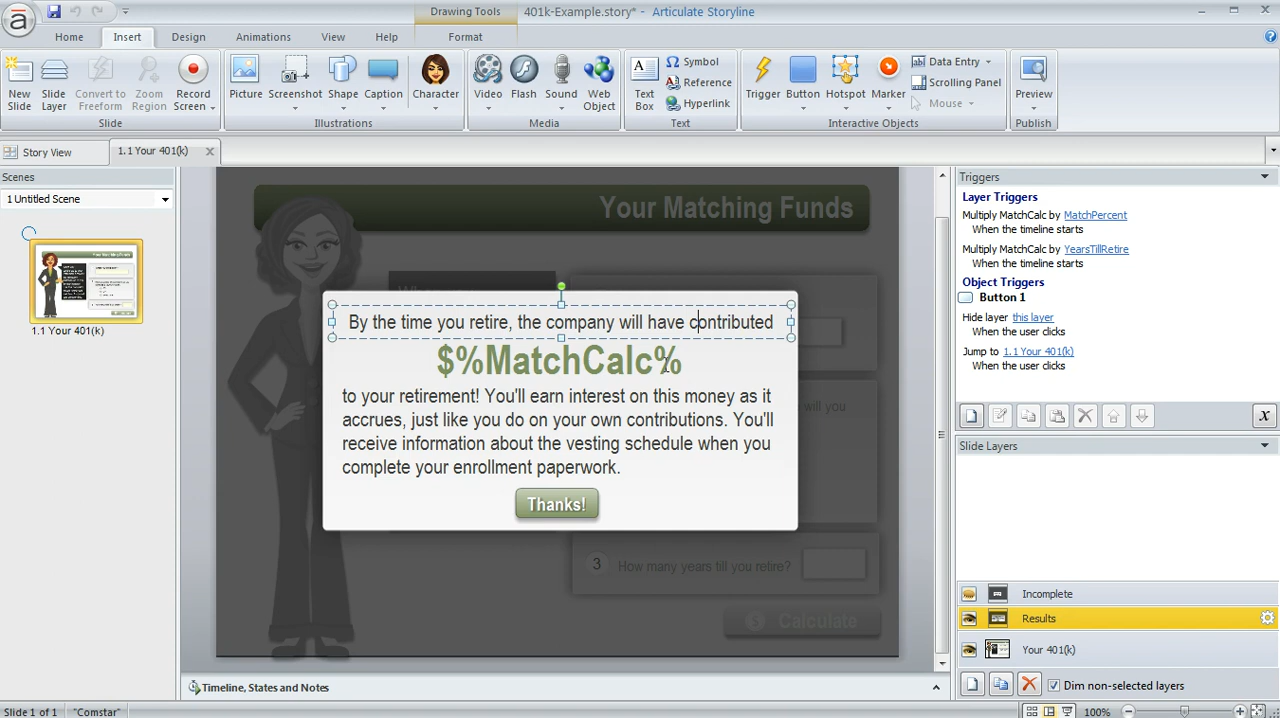 Drawing Tools
401k-Example.story* - Articulate Storyline
Home Insert Design Animations View Help Format
New Slide
Slide Layer
Convert to Freeform
Zoom Region
Record Screen
Picture
Screenshot
Shape
Caption
Character
Video
Flash
Sound
Web Object
A
Text Box
Symbol
Reference
Hyperlink
Trigger
Button
Hotspot
Marker
Data Entry
Scrolling Panel
Mouse
Preview
Slide
Illustrations
Media
Text
Interactive Objects
Publish
Story View
1.1 Your 401(k)
Scenes
1 Untitled Scene
1.1 Your 401(k)
Your Matching Funds
By the time you retire, the company will have contributed
$%MatchCalc%
to your retirement! You'll earn interest on this money as it
accrues, just like you do on your own contributions. You'll
receive information about the vesting schedule when you
complete your enrollment paperwork.
Thanks!
will you
3 How many years till you retire?
Calculate
Timeline, States and Notes
Triggers
Layer Triggers
Multiply MatchCalc by MatchPercent
When the timeline starts
Multiply MatchCalc by YearsTillRetire
When the timeline starts
Object Triggers
Button 1
Hide layer this layer
When the user clicks
Jump to 1.1 Your 401(k)
When the user clicks
Slide Layers
Incomplete
Results
Your 401(k)
Dim non-selected layers
Slide 1 of 1
"Comstar"
100%